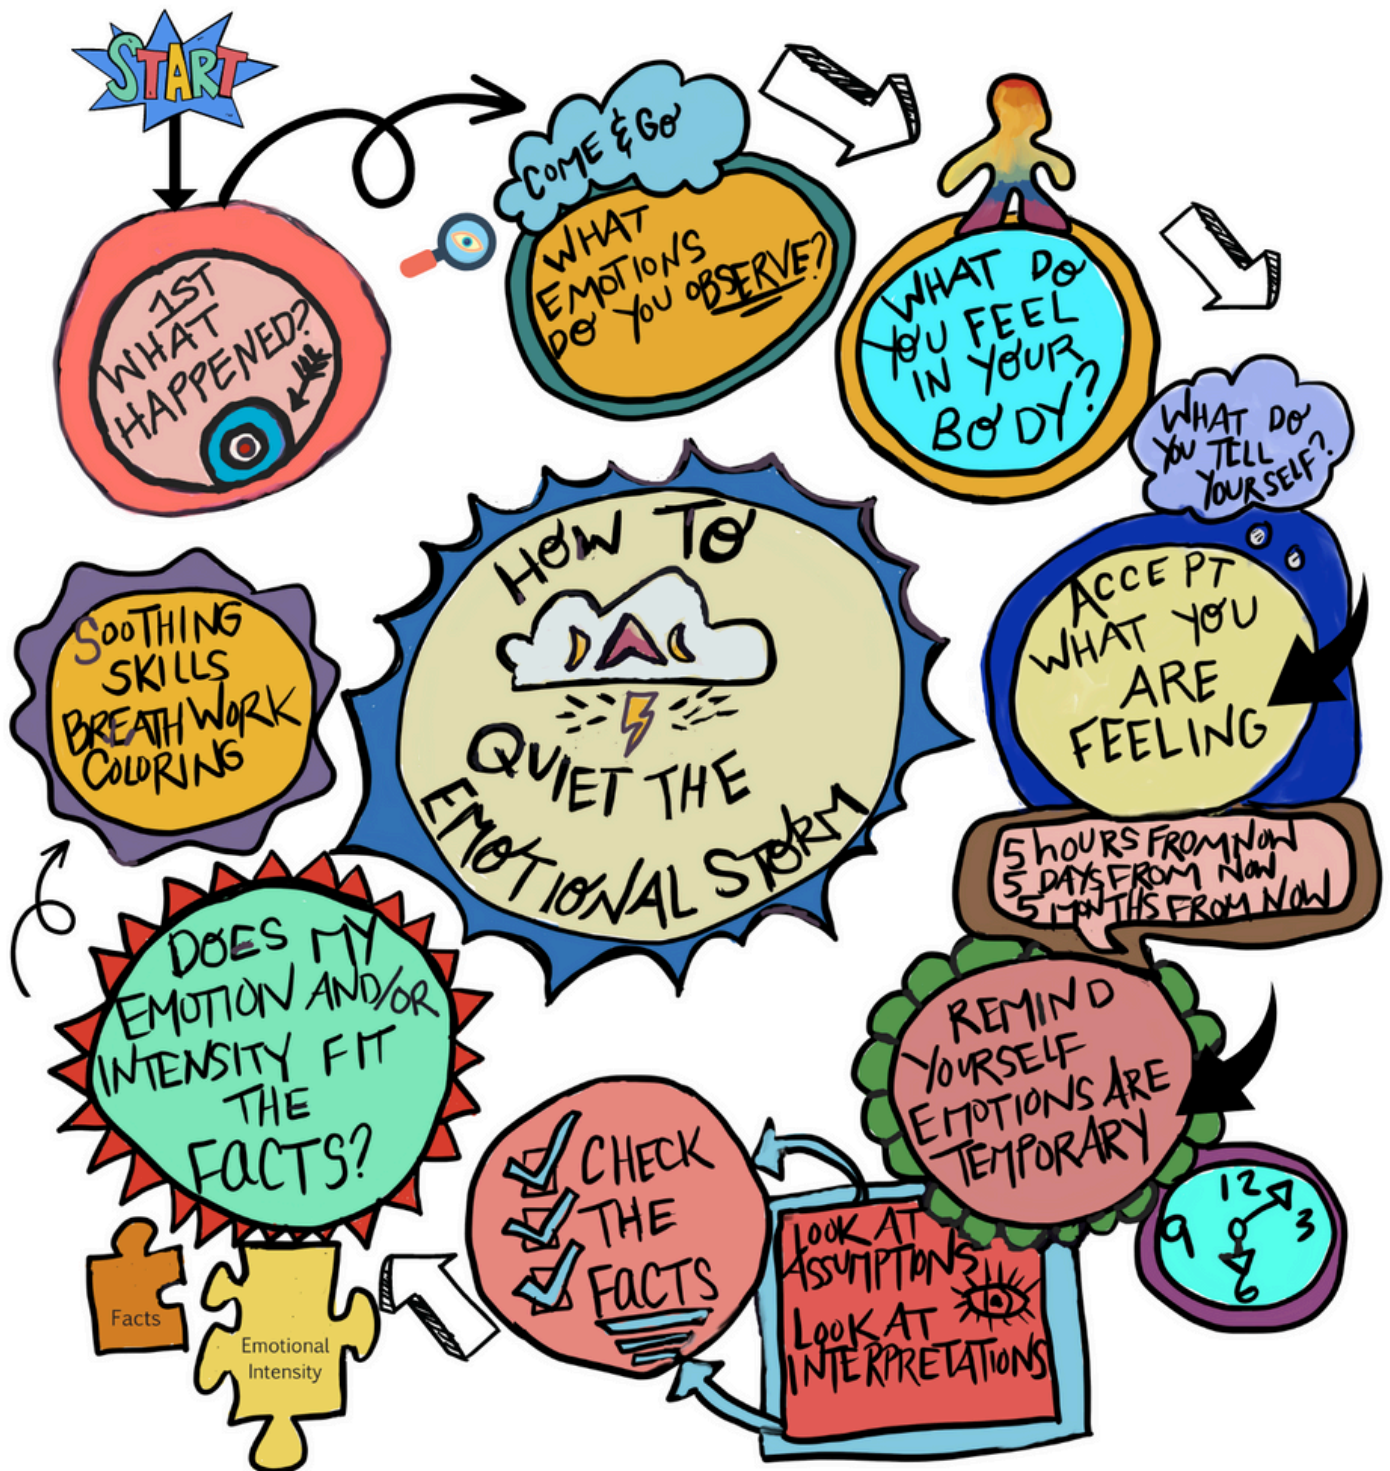 START
1ST
WHAT
HAPPENED?
COME & GO
WHAT
EMOTIONS
DO YOU OBSERVE?
WHAT DO
YOU FEEL
IN YOUR
BODY?
WHAT DO
YOU TELL
YOURSELF?
ACCEPT
WHAT YOU
ARE
FEELING
5 HOURS FROM NOW
5 DAYS FROM NOW
5 MONTHS FROM NOW
REMIND
YOURSELF
EMOTIONS ARE
TEMPORARY
12
3
6
9
LOOK AT
ASSUMPTIONS
LOOK AT
INTERPRETATIONS
CHECK
THE
FACTS
DOES MY
EMOTION AND/OR
INTENSITY FIT
THE
FACTS?
Facts
Emotional
Intensity
SOOTHING
SKILLS
BREATH WORK
COLORING
HOW TO
QUIET THE
EMOTIONAL STORM